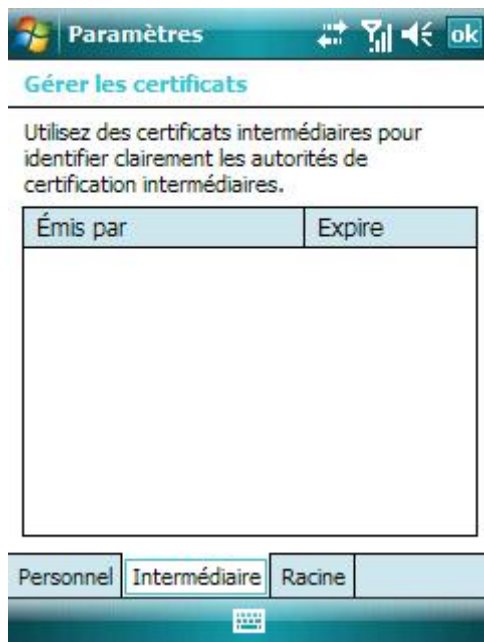 Paramètres ok
Gérer les certificats
Utilisez des certificats intermédiaires pour
identifier clairement les autorités de
certification intermédiaires.
Émis par Expire
Personnel Intermédiaire Racine